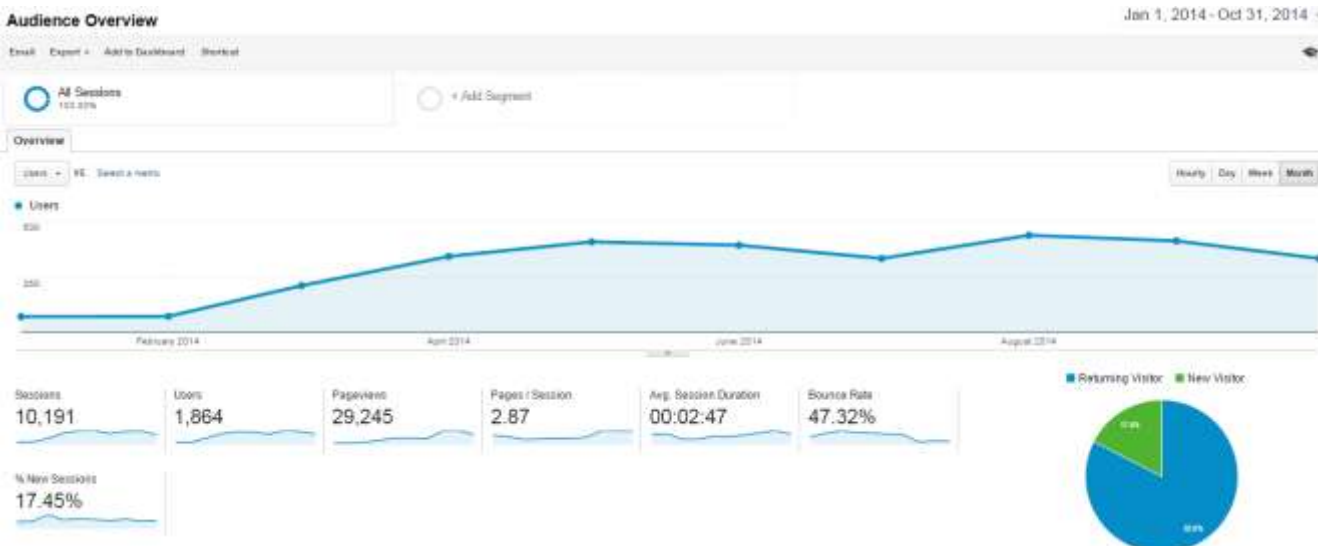 Audience Overview
Jan 1, 2014 - Oct 31, 2014
Email Export Add to Dashboard Shortcut
All Sessions
+ Add Segment
Overview
Users VS. Select a metric
Hourly Day Week Month
Users
February 2014 April 2014 June 2014 August 2014
Sessions
10,191
Users
1,864
Pageviews
29,245
Pages / Session
2.87
Avg. Session Duration
00:02:47
Bounce Rate
47.32%
% New Sessions
17.45%
Returning Visitor New Visitor